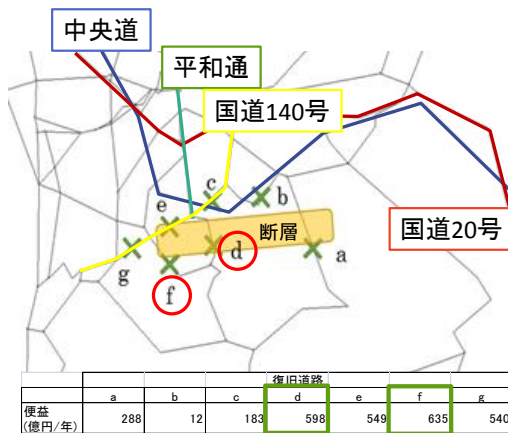 中央道
平和通
国道140号
c
b
e
断層
国道20号
d
a
g
f
復旧道路
a b c d e f g
便益
(億円/年) 288 12 183 598 549 635 540